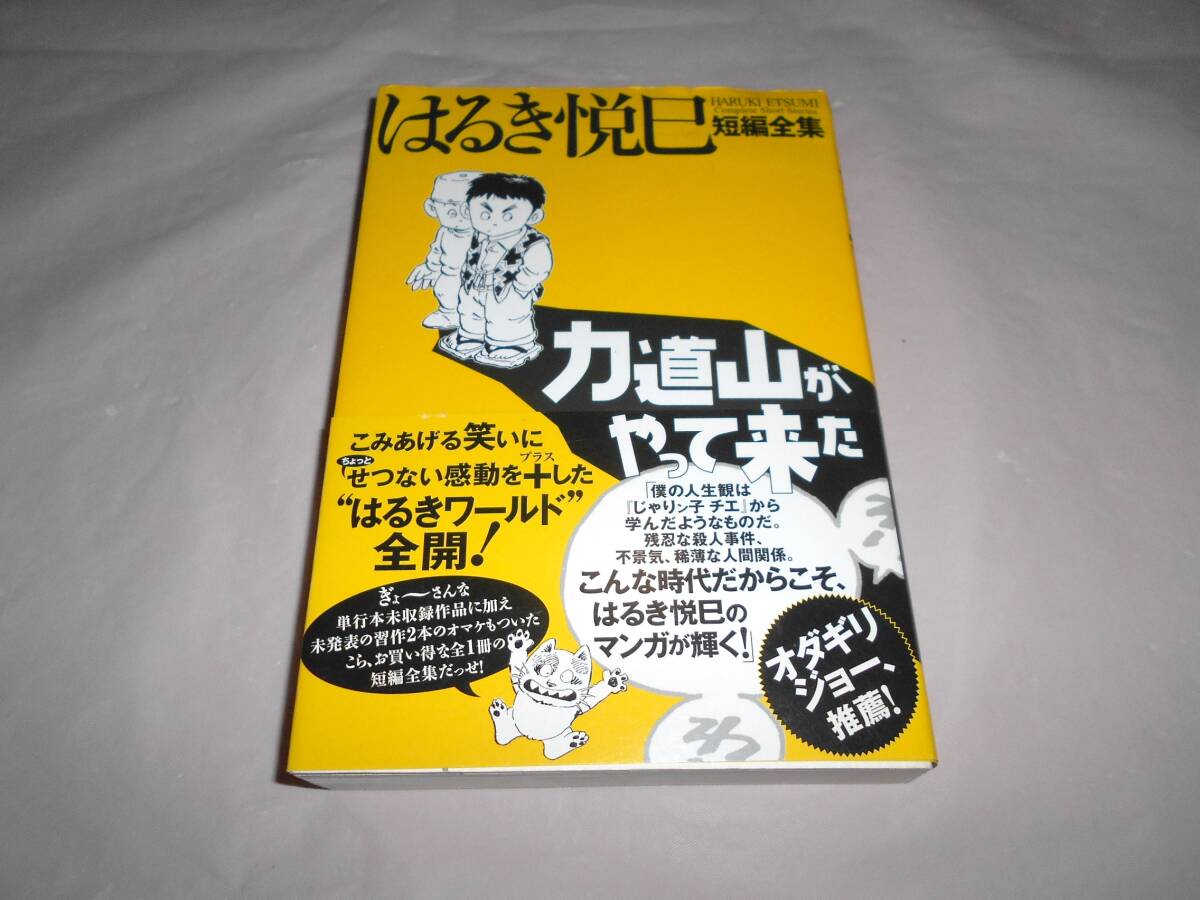 はるき悦巳
HARUKI ETSUMI
Complete Short Stories
短編全集
力道山が
やって来た
こみあげる笑いに
ちょっと
プラス
せつない感動を+した
“はるきワールド”
全開!
ぎょ〜さんな
単行本未収録作品に加え
未発表の習作2本のオマケもついた
こら、お買い得な全1冊の
短編全集だっせ!
「僕の人生観は
『じゃりン子 チエ』から
学んだようなものだ。
残忍な殺人事件、
不景気、稀薄な人間関係。
こんな時代だからこそ、
はるき悦巳の
マンガが輝く!」
オダギリ
ジョー、
推薦!